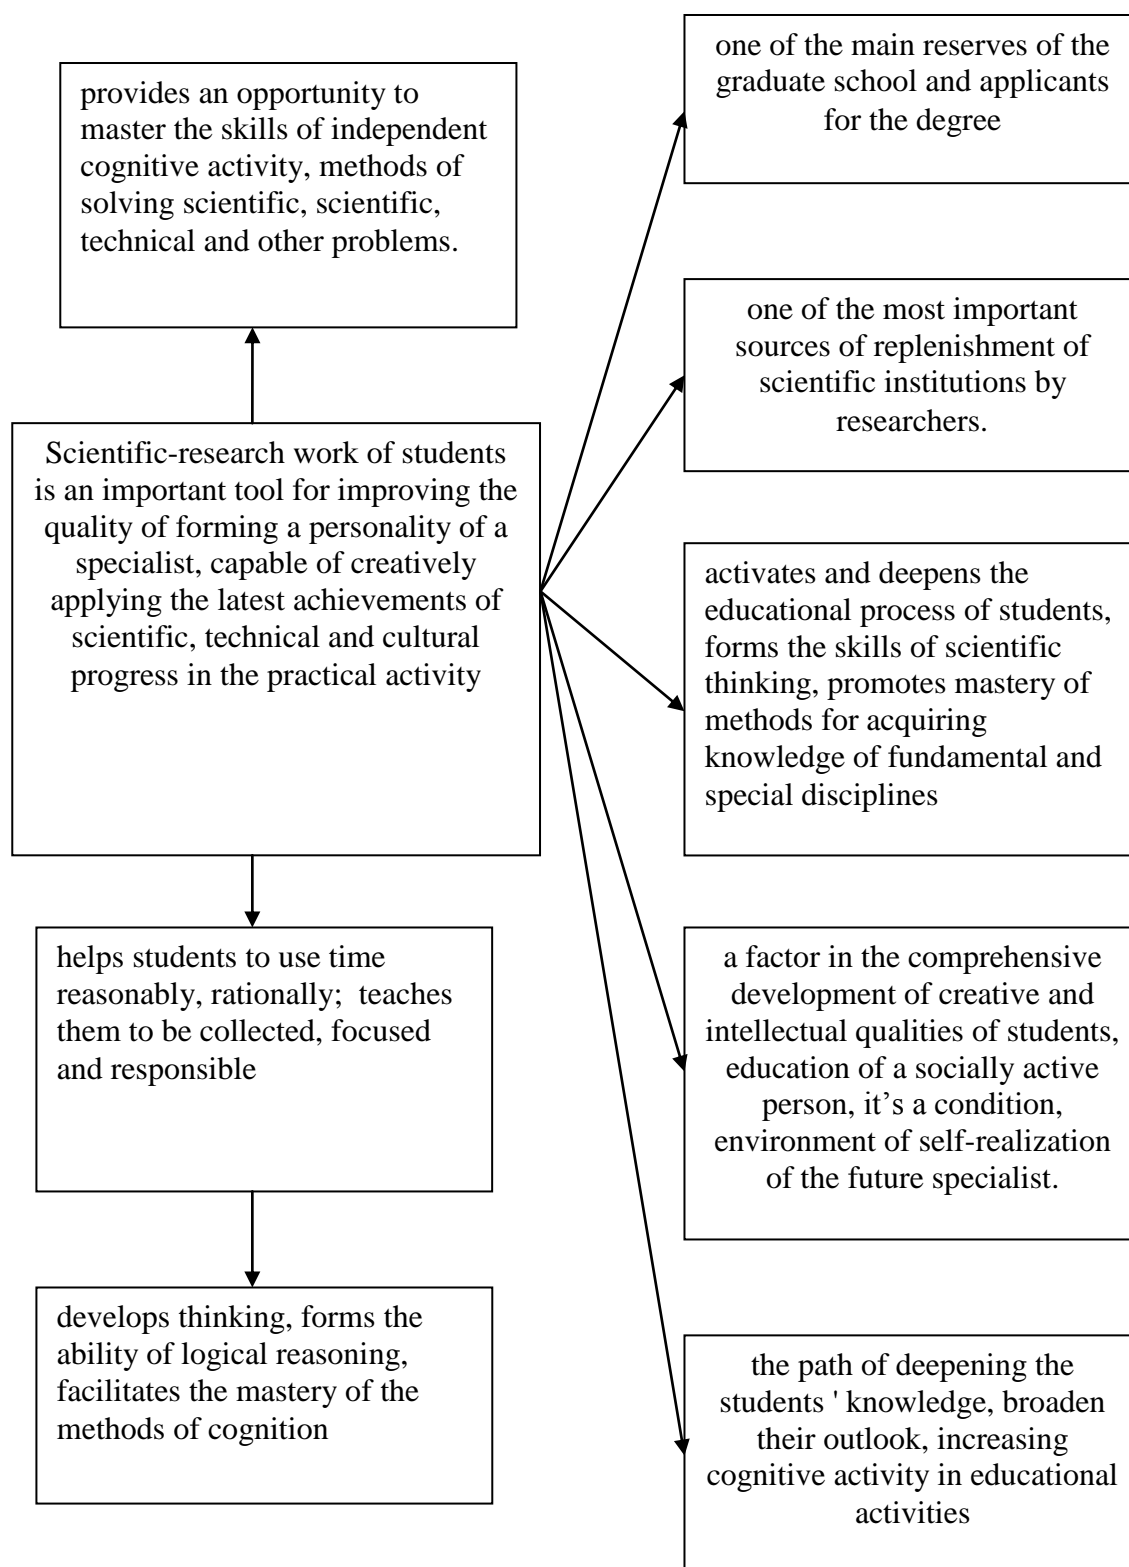 provides an opportunity to
master the skills of independent
cognitive activity, methods of
solving scientific, scientific,
technical and other problems.
Scientific-research work of students
is an important tool for improving the
quality of forming a personality of a
specialist, capable of creatively
applying the latest achievements of
scientific, technical and cultural
progress in the practical activity
helps students to use time
reasonably, rationally;  teaches
them to be collected, focused
and responsible
develops thinking, forms the
ability of logical reasoning,
facilitates the mastery of the
methods of cognition
one of the main reserves of the
graduate school and applicants
for the degree
one of the most important
sources of replenishment of
scientific institutions by
researchers.
activates and deepens the
educational process of students,
forms the skills of scientific
thinking, promotes mastery of
methods for acquiring
knowledge of fundamental and
special disciplines
a factor in the comprehensive
development of creative and
intellectual qualities of students,
education of a socially active
person, it’s a condition,
environment of self-realization
of the future specialist.
the path of deepening the
students ' knowledge, broaden
their outlook, increasing
cognitive activity in educational
activities